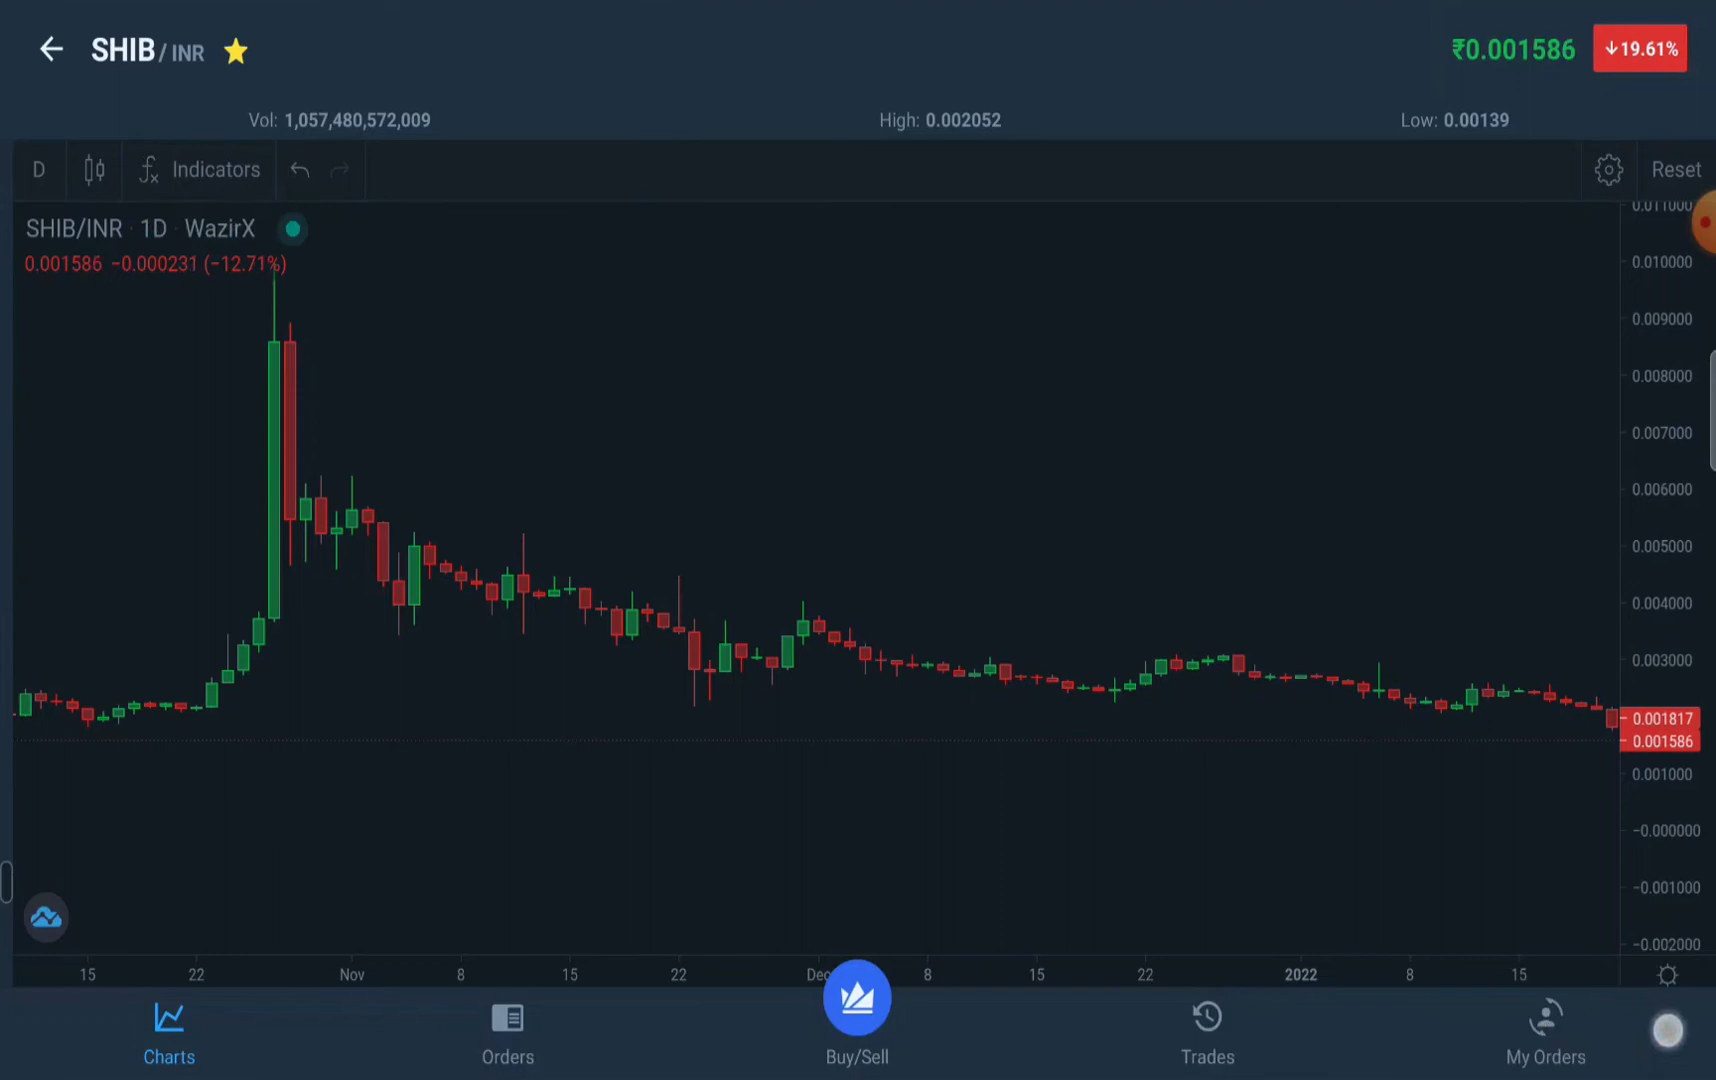 SHIB/ INR
₹0.001586
↓19.61%
Vol: 1,057,480,572,009
High: 0.002052
Low: 0.00139
D
Indicators
Reset
SHIB/INR · 1D · WazirX
0.001586 −0.000231 (−12.71%)
0.011000
0.010000
0.009000
0.008000
0.007000
0.006000
0.005000
0.004000
0.003000
0.001817
0.001586
0.001000
−0.000000
−0.001000
−0.002000
15 22 Nov 8 15 22 Dec 8 15 22 2022 8 15
Charts
Orders
Buy/Sell
Trades
My Orders